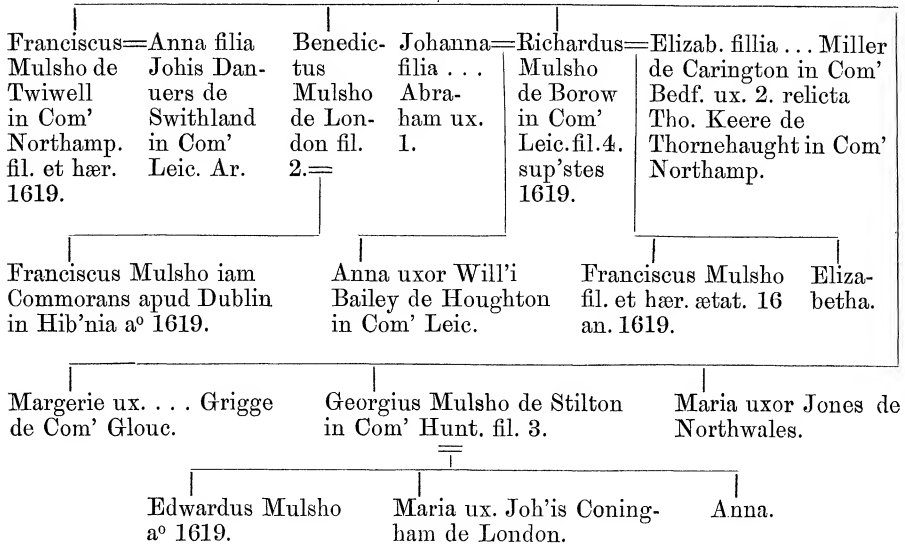 Franciscus=Anna filia
Mulsho de Johis Dan-
Twiwell uers de
in Com' Swithland
Northamp. in Com'
fil. et hær. Leic. Ar.
1619.
Benedic-
tus
Mulsho
de Lon-
don fil.
2.=
Johanna=Richardus=Elizab. fillia ... Miller
filia ... Mulsho de Carington in Com'
Abra- de Borow Bedf. ux. 2. relicta
ham ux. in Com' Tho. Keere de
1. Leic. fil. 4. Thornehaught in Com'
sup'stes Northamp.
1619.
Franciscus Mulsho iam
Commorans apud Dublin
in Hib'nia aº 1619.
Anna uxor Will'i
Bailey de Houghton
in Com' Leic.
Franciscus Mulsho
fil. et hær. ætat. 16
an. 1619.
Eliza-
betha.
Margerie ux. .... Grigge
de Com' Glouc.
Georgius Mulsho de Stilton
in Com' Hunt. fil. 3.
=
Maria uxor Jones de
Northwales.
Edwardus Mulsho
aº 1619.
Maria ux. Joh'is Coning-
ham de London.
Anna.